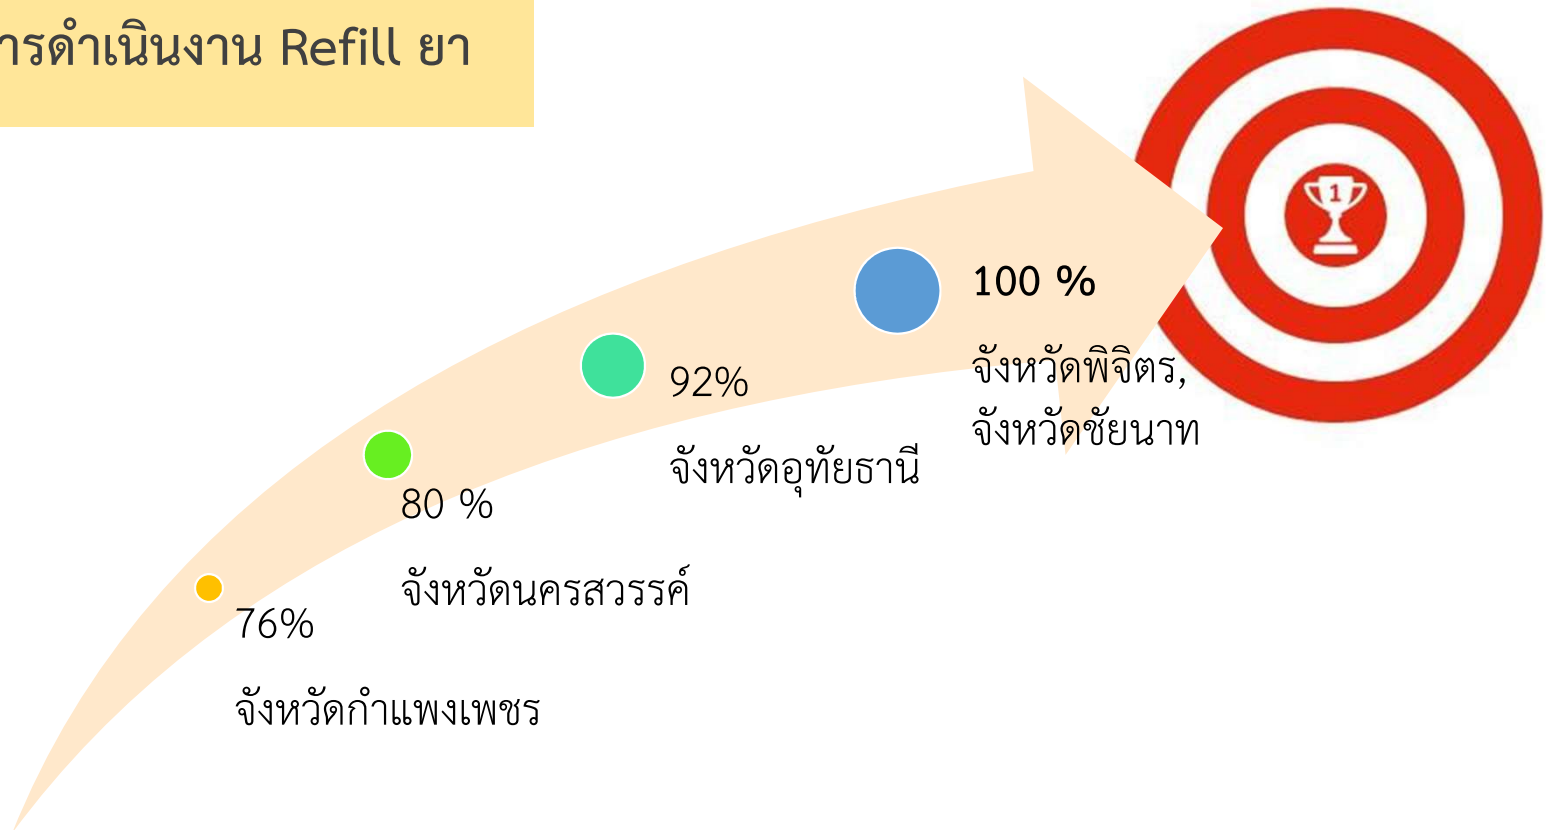 ารดำเนินงาน Refill ยา
1
100 %
จังหวัดพิจิตร,
จังหวัดชัยนาท
92%
จังหวัดอุทัยธานี
80 %
จังหวัดนครสวรรค์
76%
จังหวัดกำแพงเพชร